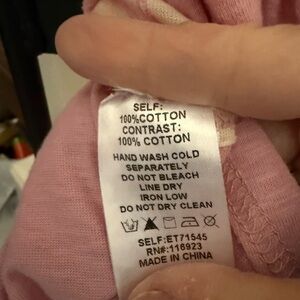 SELF:
100%COTTON
CONTRAST:
100% COTTON
HAND WASH COLD
SEPARATELY
DO NOT BLEACH
LINE DRY
IRON LOW
DO NOT DRY CLEAN
SELF:ET71545
RN#:116923
MADE IN CHINA